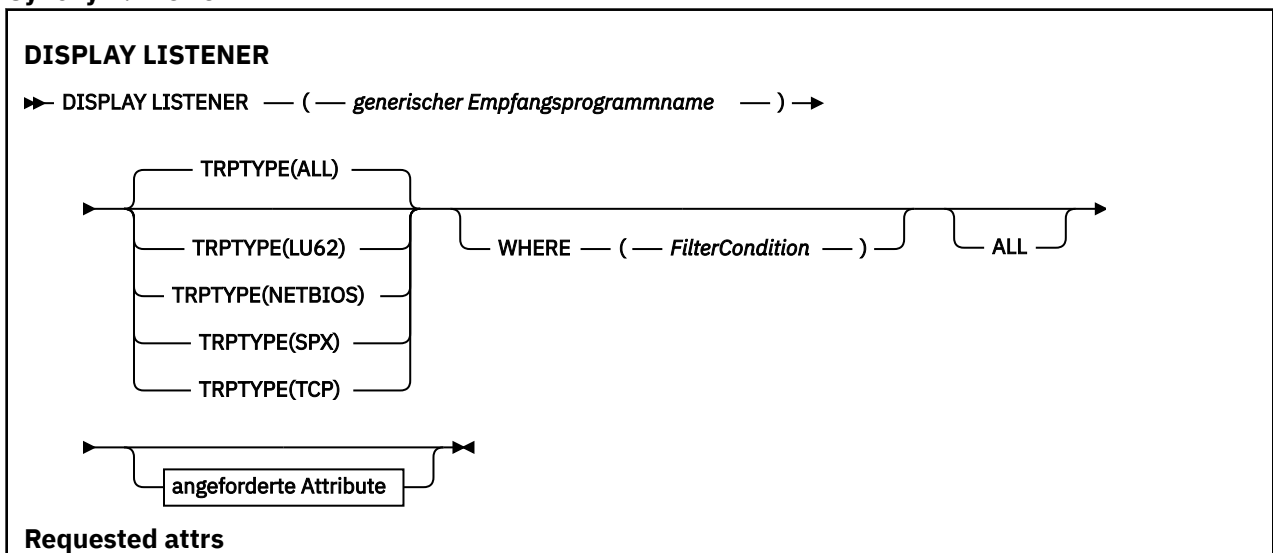 DISPLAY LISTENER
DISPLAY LISTENER ( generischer Empfangsprogrammname )
TRPTYPE(ALL)
TRPTYPE(LU62)
WHERE ( FilterCondition )
ALL
TRPTYPE(NETBIOS)
TRPTYPE(SPX)
TRPTYPE(TCP)
angeforderte Attribute
Requested attrs